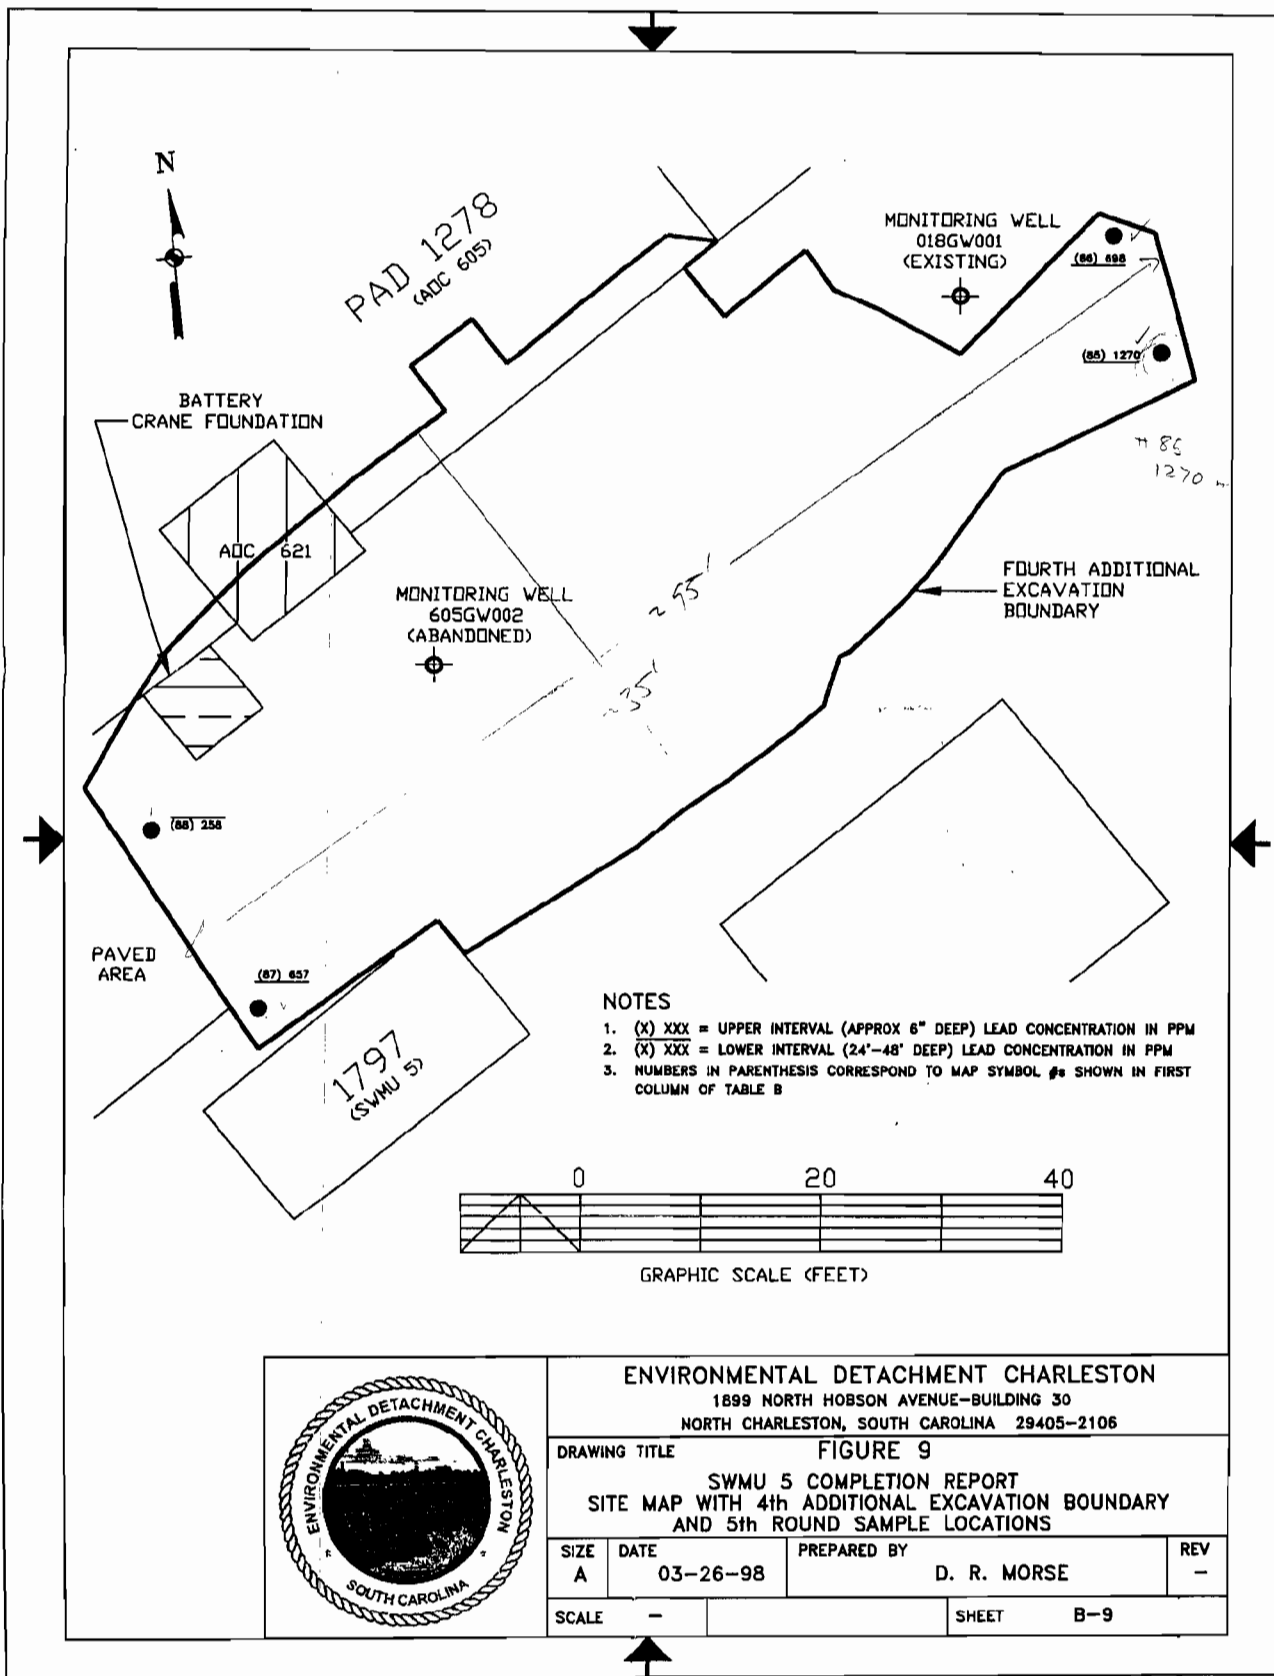 N
PAD 1278
(AOC 605)
MONITORING WELL
018GW001
(EXISTING)
(86) 698
(85) 1270
BATTERY
CRANE FOUNDATION
# 85
1270
AOC 621
MONITORING WELL
605GW002
(ABANDONED)
~ 95'
~35'
FOURTH ADDITIONAL
EXCAVATION
BOUNDARY
(88) 258
PAVED
AREA
(87) 657
1797
(SWMU 5)
NOTES
1. (X) XXX = UPPER INTERVAL (APPROX 6" DEEP) LEAD CONCENTRATION IN PPM
2. (X) XXX = LOWER INTERVAL (24"-48" DEEP) LEAD CONCENTRATION IN PPM
3. NUMBERS IN PARENTHESIS CORRESPOND TO MAP SYMBOL #s SHOWN IN FIRST
COLUMN OF TABLE B
0 20 40
GRAPHIC SCALE (FEET)
ENVIRONMENTAL DETACHMENT CHARLESTON
SOUTH CAROLINA
ENVIRONMENTAL DETACHMENT CHARLESTON
1899 NORTH HOBSON AVENUE-BUILDING 30
NORTH CHARLESTON, SOUTH CAROLINA 29405-2106
DRAWING TITLE
FIGURE 9
SWMU 5 COMPLETION REPORT
SITE MAP WITH 4th ADDITIONAL EXCAVATION BOUNDARY
AND 5th ROUND SAMPLE LOCATIONS
SIZE
A
DATE
03-26-98
PREPARED BY
D. R. MORSE
REV
-
SCALE -
SHEET B-9